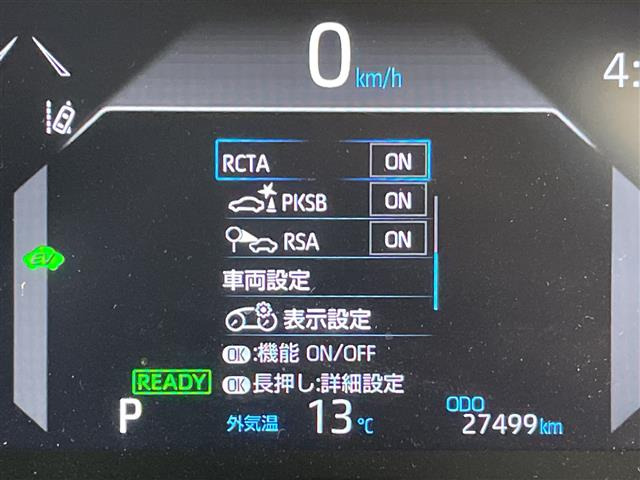 0 km/h
4:
RCTA ON
PKSB ON
RSA ON
EV
車両設定
表示設定
OK:機能 ON/OFF
READY
OK長押し:詳細設定
P
外気温 13℃
ODO
27499km